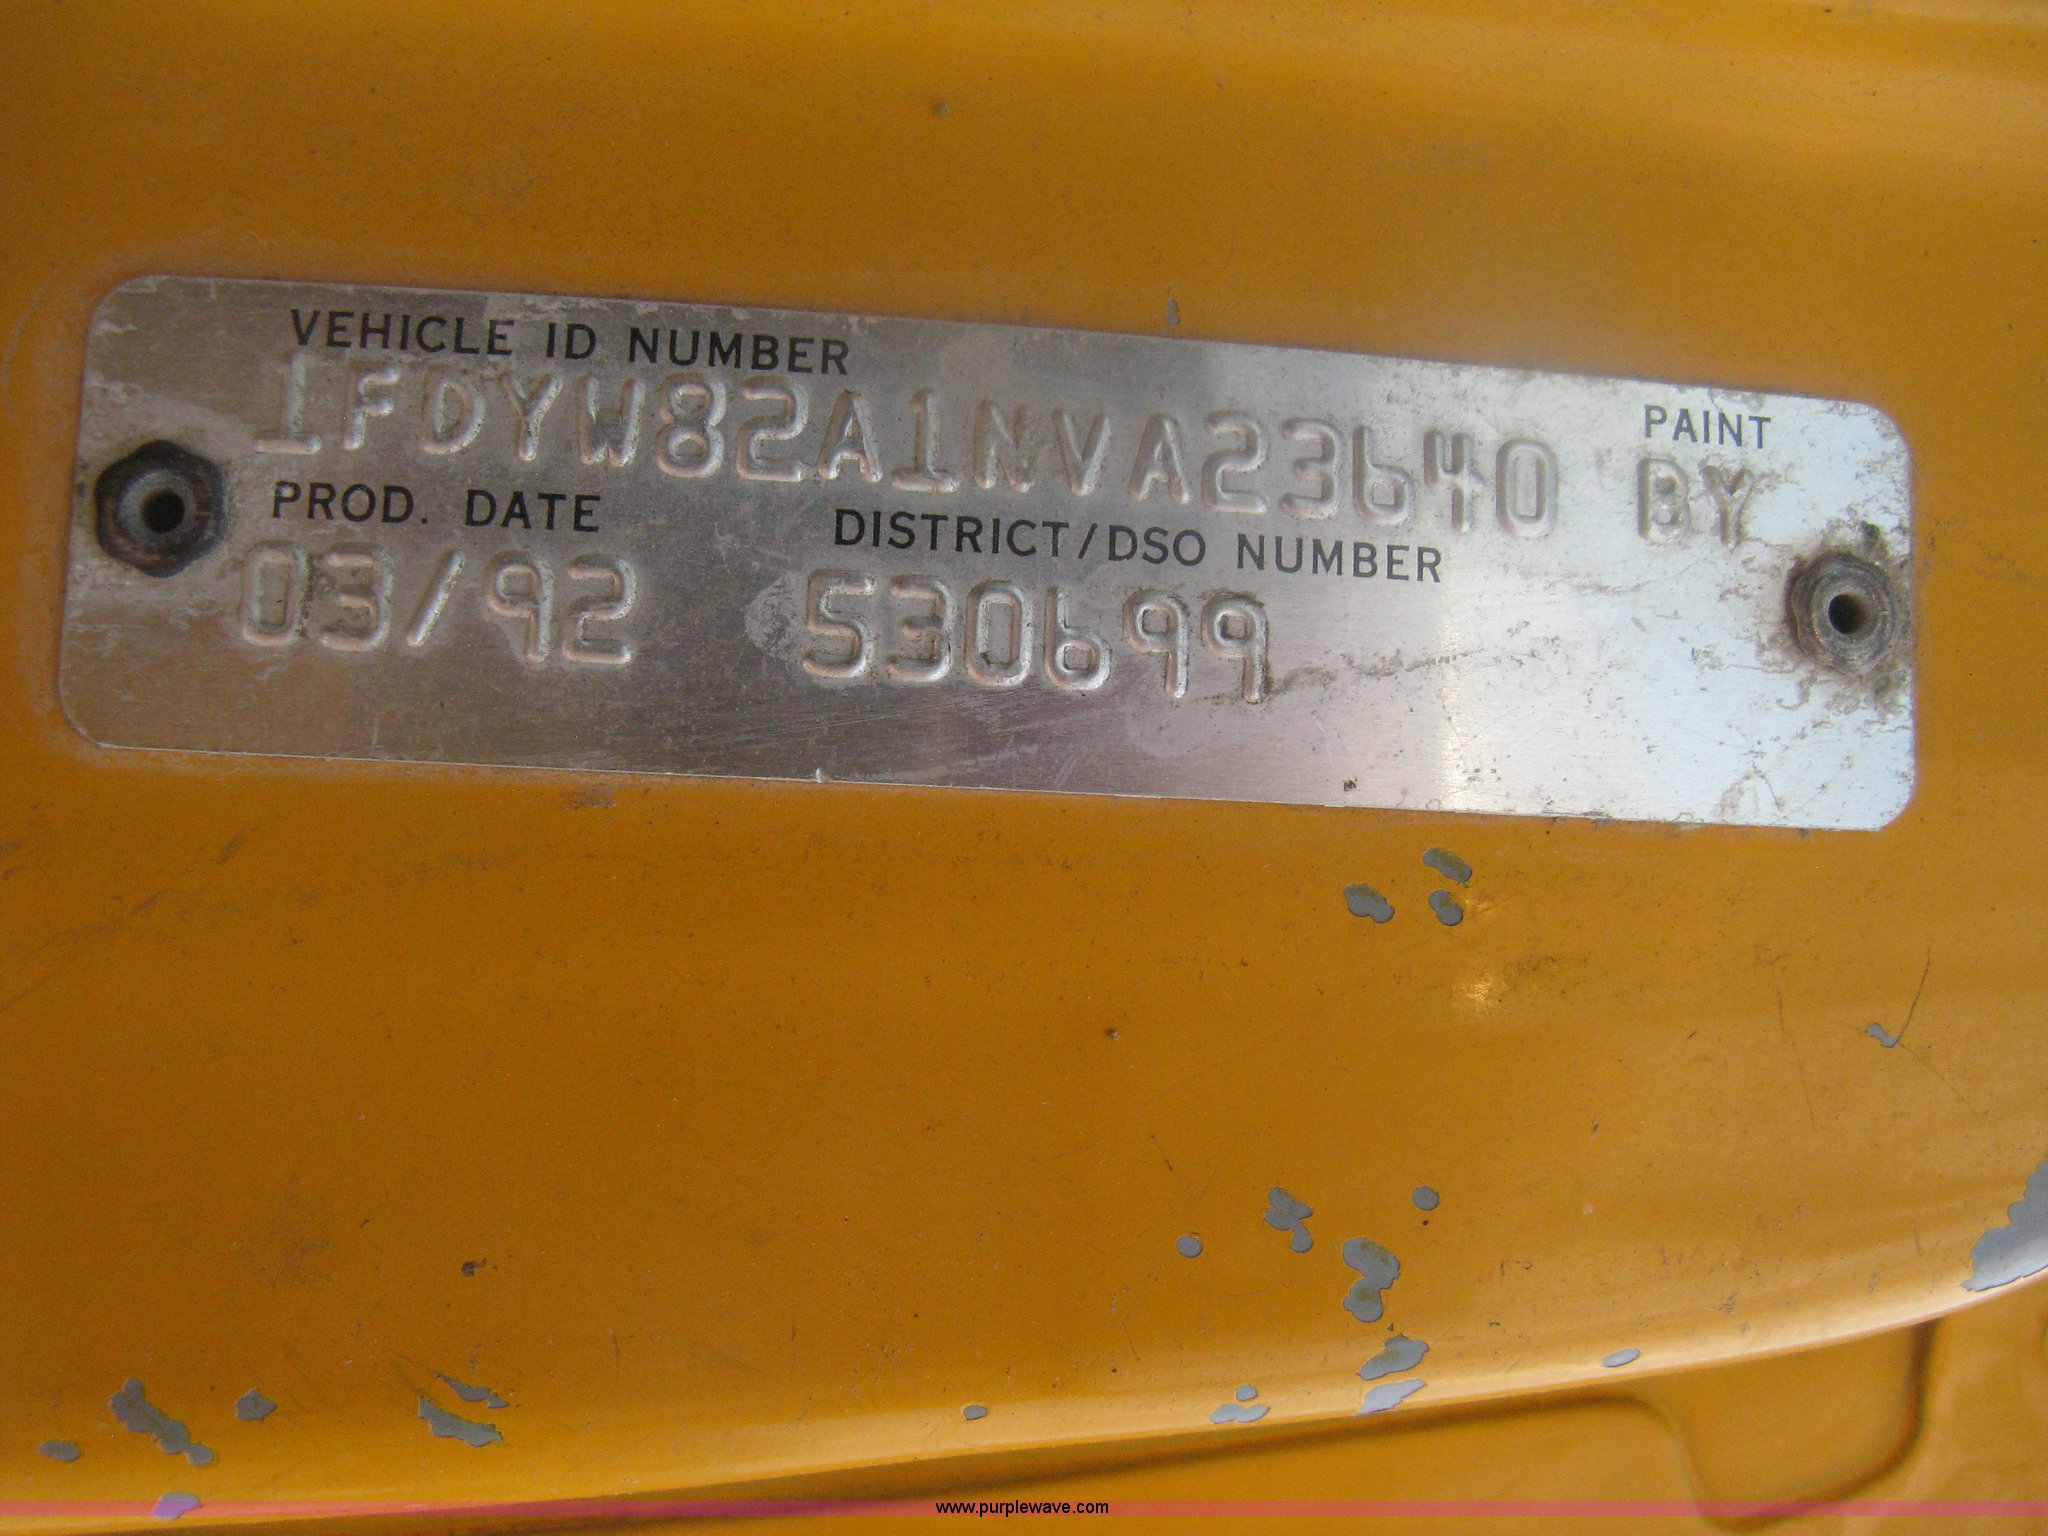 VEHICLE ID NUMBER
1FDYW82A1NVA23640
PAINT
BY
PROD. DATE
03/92
DISTRICT/DSO NUMBER
530699
www.purplewave.com